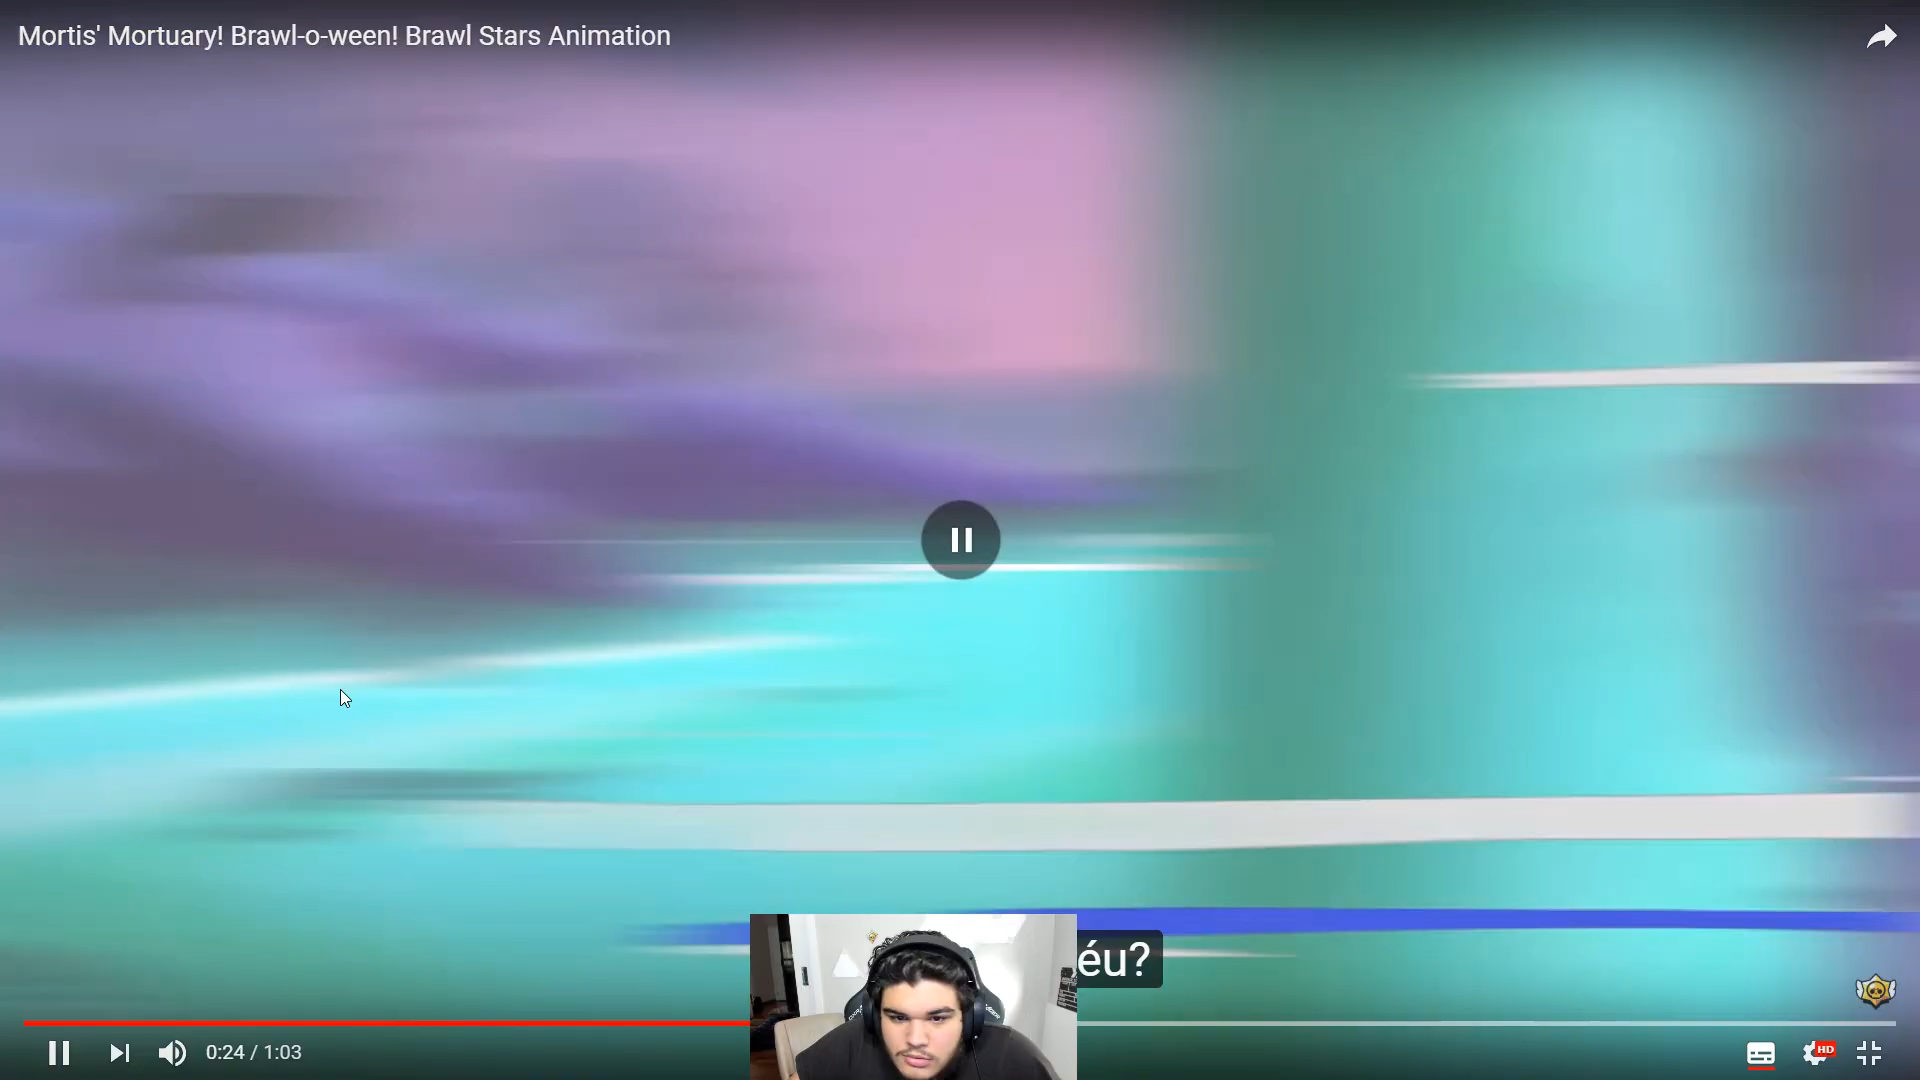 Mortis' Mortuary! Brawl-o-ween! Brawl Stars Animation
éu?
0:24 / 1:03
HD